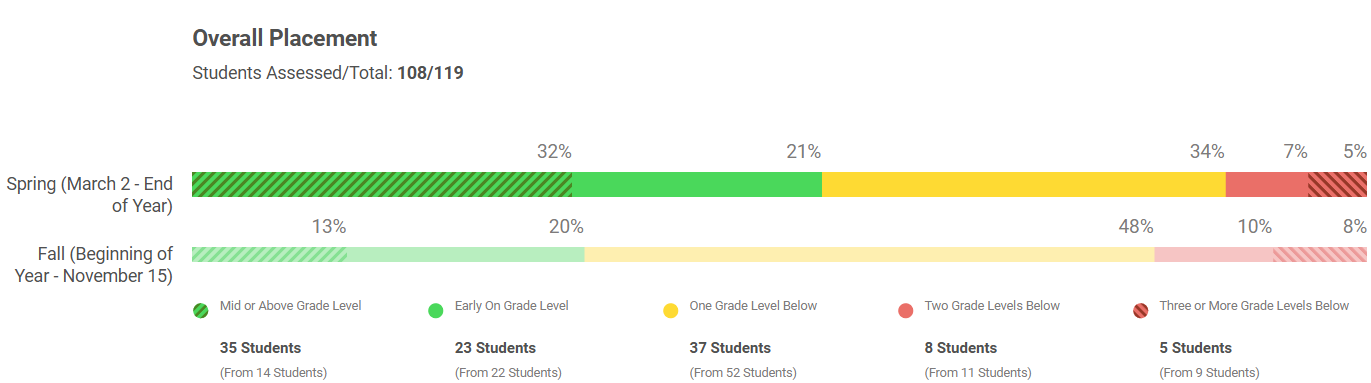 Overall Placement
Students Assessed/Total: 108/119
32% 21% 34% 7% 5%
Spring (March 2 - End
of Year)
13% 20% 48% 10% 8%
Fall (Beginning of
Year - November 15)
Mid or Above Grade Level
35 Students
(From 14 Students)
Early On Grade Level
23 Students
(From 22 Students)
One Grade Level Below
37 Students
(From 52 Students)
Two Grade Levels Below
8 Students
(From 11 Students)
Three or More Grade Levels Below
5 Students
(From 9 Students)